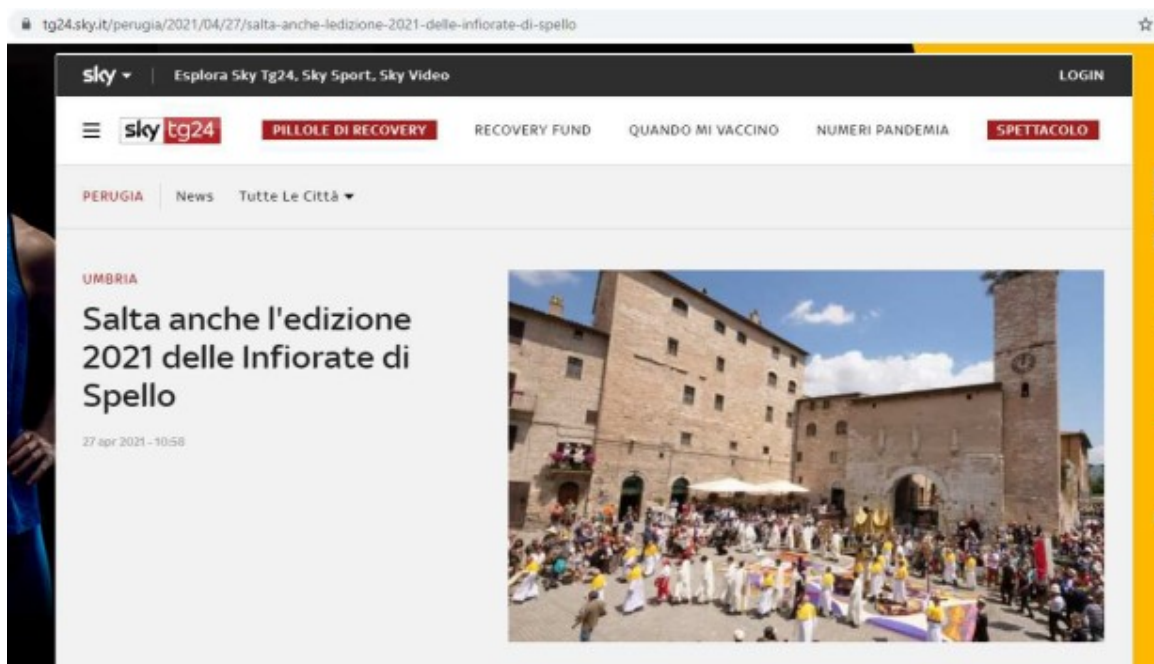 tg24.sky.it/perugia/2021/04/27/salta-anche-ledizione-2021-delle-infiorate-di-spello
sky Esplora Sky Tg24, Sky Sport, Sky Video LOGIN
sky tg24 PILLOLE DI RECOVERY RECOVERY FUND QUANDO MI VACCINO NUMERI PANDEMIA SPETTACOLO
PERUGIA News Tutte Le Città
UMBRIA
Salta anche l'edizione
2021 delle Infiorate di
Spello
27 apr 2021 - 10:58